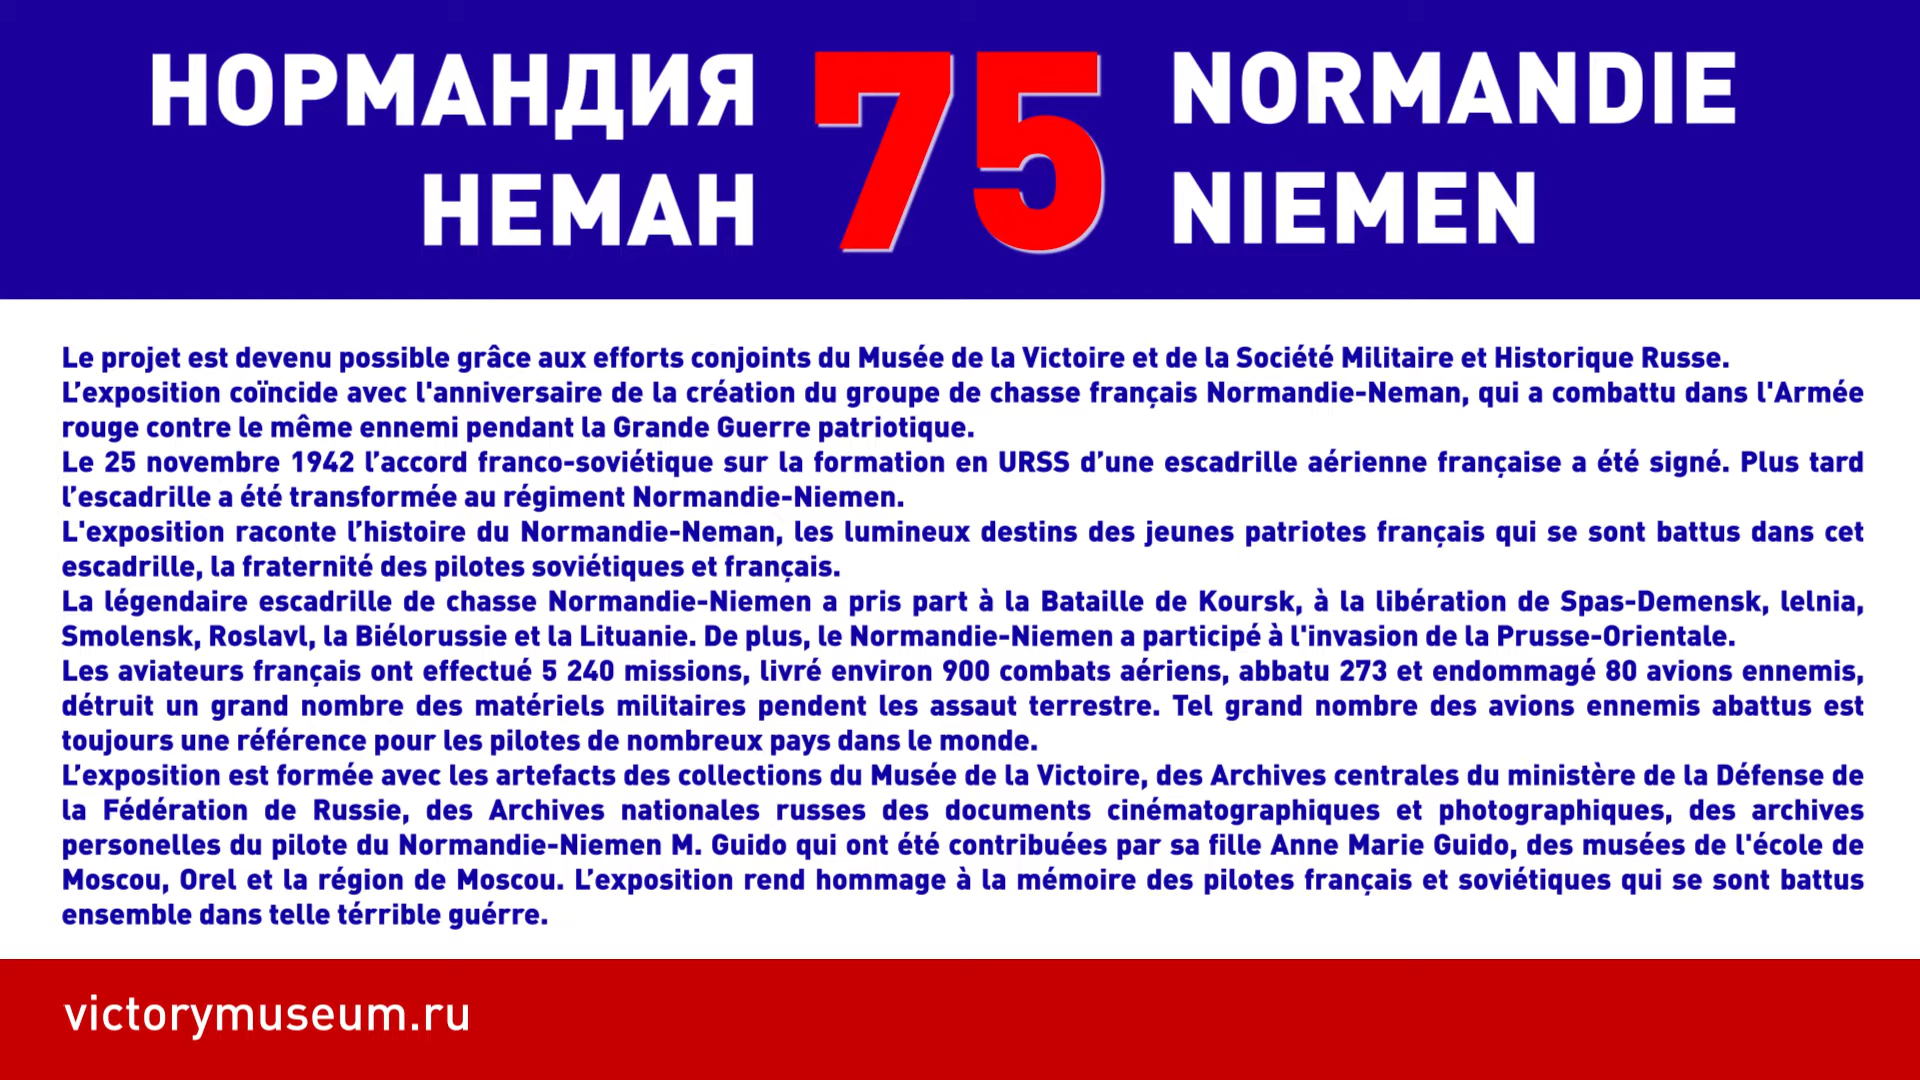 НОРМАНДИЯ
НЕМАН
75
NORMANDIE
NIEMEN
Le projet est devenu possible grâce aux efforts conjoints du Musée de la Victoire et de la Société Militaire et Historique Russe.
L’exposition coïncide avec l'anniversaire de la création du groupe de chasse français Normandie-Neman, qui a combattu dans l'Armée
rouge contre le même ennemi pendant la Grande Guerre patriotique.
Le 25 novembre 1942 l’accord franco-soviétique sur la formation en URSS d’une escadrille aérienne française a été signé. Plus tard
l’escadrille a été transformée au régiment Normandie-Niemen.
L'exposition raconte l’histoire du Normandie-Neman, les lumineux destins des jeunes patriotes français qui se sont battus dans cet
escadrille, la fraternité des pilotes soviétiques et français.
La légendaire escadrille de chasse Normandie-Niemen a pris part à la Bataille de Koursk, à la libération de Spas-Demensk, lelnia,
Smolensk, Roslavl, la Biélorussie et la Lituanie. De plus, le Normandie-Niemen a participé à l'invasion de la Prusse-Orientale.
Les aviateurs français ont effectué 5 240 missions, livré environ 900 combats aériens, abbatu 273 et endommagé 80 avions ennemis,
détruit un grand nombre des matériels militaires pendent les assaut terrestre. Tel grand nombre des avions ennemis abattus est
toujours une référence pour les pilotes de nombreux pays dans le monde.
L’exposition est formée avec les artefacts des collections du Musée de la Victoire, des Archives centrales du ministère de la Défense de
la Fédération de Russie, des Archives nationales russes des documents cinématographiques et photographiques, des archives
personelles du pilote du Normandie-Niemen M. Guido qui ont été contribuées par sa fille Anne Marie Guido, des musées de l'école de
Moscou, Orel et la région de Moscou. L’exposition rend hommage à la mémoire des pilotes français et soviétiques qui se sont battus
ensemble dans telle térrible guérre.
victorymuseum.ru